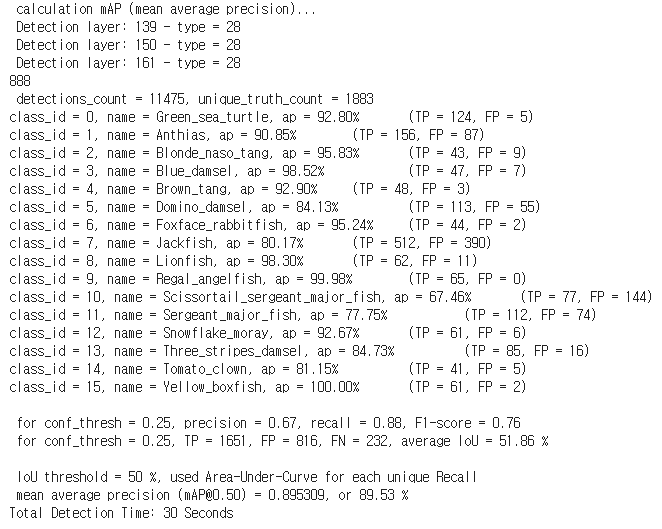 calculation mAP (mean average precision)...
Detection layer: 139 - type = 28
Detection layer: 150 - type = 28
Detection layer: 161 - type = 28
888
detections_count = 11475, unique_truth_count = 1883
class_id = 0, name = Green_sea_turtle, ap = 92.80% (TP = 124, FP = 5)
class_id = 1, name = Anthias, ap = 90.85% (TP = 156, FP = 87)
class_id = 2, name = Blonde_naso_tang, ap = 95.83% (TP = 43, FP = 9)
class_id = 3, name = Blue_damsel, ap = 98.52% (TP = 47, FP = 7)
class_id = 4, name = Brown_tang, ap = 92.90% (TP = 48, FP = 3)
class_id = 5, name = Domino_damsel, ap = 84.13% (TP = 113, FP = 55)
class_id = 6, name = Foxface_rabbitfish, ap = 95.24% (TP = 44, FP = 2)
class_id = 7, name = Jackfish, ap = 80.17% (TP = 512, FP = 390)
class_id = 8, name = Lionfish, ap = 98.30% (TP = 62, FP = 11)
class_id = 9, name = Regal_angelfish, ap = 99.98% (TP = 65, FP = 0)
class_id = 10, name = Scissortail_sergeant_major_fish, ap = 67.46% (TP = 77, FP = 144)
class_id = 11, name = Sergeant_major_fish, ap = 77.75% (TP = 112, FP = 74)
class_id = 12, name = Snowflake_moray, ap = 92.67% (TP = 61, FP = 6)
class_id = 13, name = Three_stripes_damsel, ap = 84.73% (TP = 85, FP = 16)
class_id = 14, name = Tomato_clown, ap = 81.15% (TP = 41, FP = 5)
class_id = 15, name = Yellow_boxfish, ap = 100.00% (TP = 61, FP = 2)
for conf_thresh = 0.25, precision = 0.67, recall = 0.88, F1-score = 0.76
for conf_thresh = 0.25, TP = 1651, FP = 816, FN = 232, average IoU = 51.86 %
IoU threshold = 50 %, used Area-Under-Curve for each unique Recall
mean average precision (mAP@0.50) = 0.895309, or 89.53 %
Total Detection Time: 30 Seconds